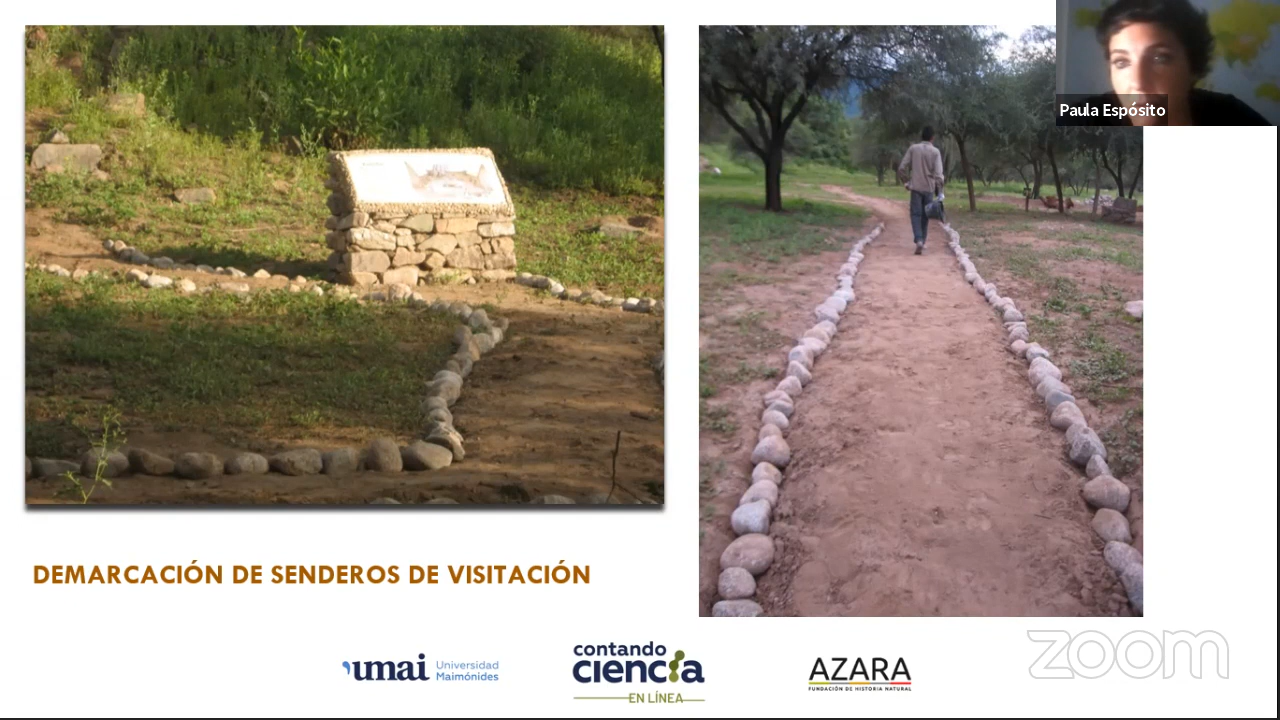 Paula Espósito
DEMARCACIÓN DE SENDEROS DE VISITACIÓN
umai Universidad
Maimónides
contando
ciencia
EN LÍNEA
AZARA
FUNDACIÓN DE HISTORIA NATURAL
zoom